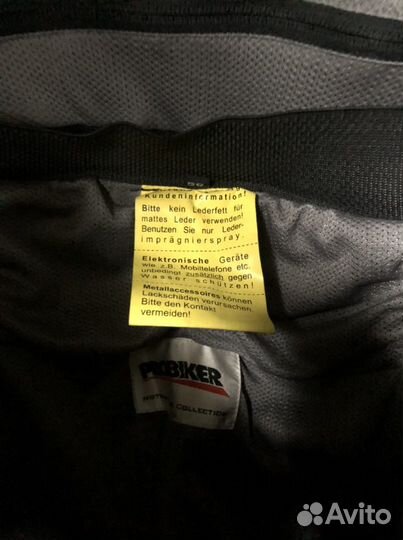 Kundeninformation!
Bitte kein Lederfett für
mattes Leder verwenden!
Benutzen Sie nur Leder-
imprägnierspray.
Elektronische Geräte
wie z.B. Mobiltelefone etc.
unbedingt zusätzlich gegen
Wasser schützen!
Metallaccessoires können
Lackschäden verursachen.
Bitte den Kontakt
vermeiden!
PROBIKER
COLLECTION
Avito